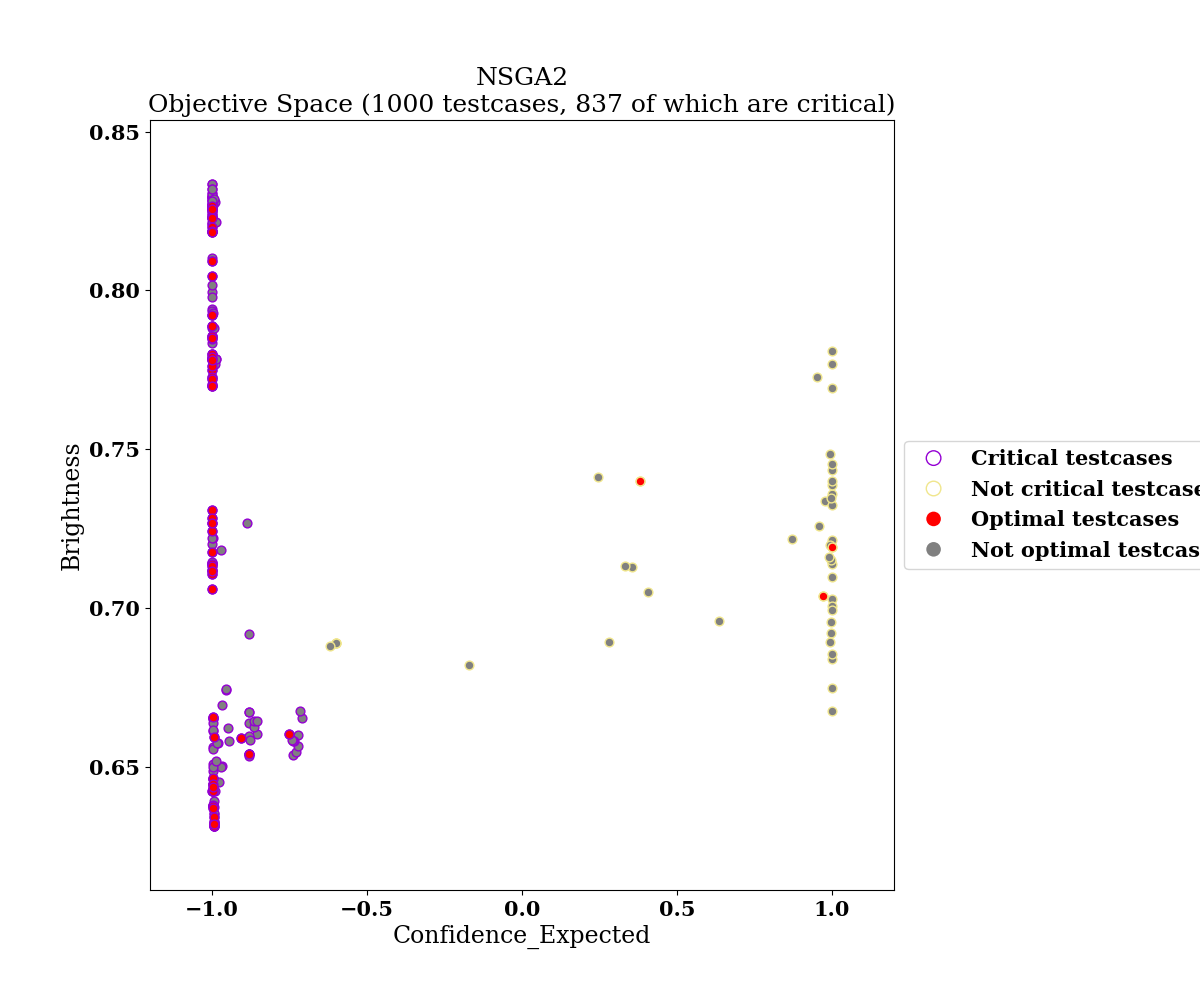 NSGA2
Objective Space (1000 testcases, 837 of which are critical)
0.85
0.80
0.75
0.70
0.65
Brightness
−1.0
−0.5
0.0
0.5
1.0
Confidence_Expected
Critical testcases
Not critical testcase
Optimal testcases
Not optimal testcas